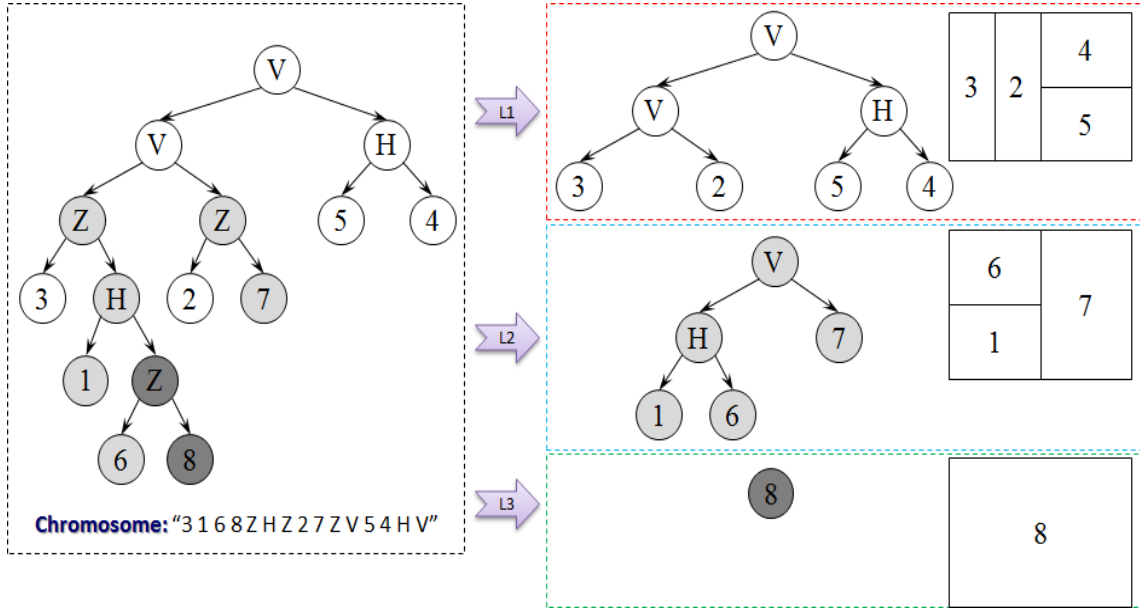 V
V H
Z Z 5 4
3 H 2 7
1 Z
6 8
Chromosome: “3 1 6 8 Z H Z 2 7 Z V 5 4 H V”
L1
V
V H
3 2 5 4
3 2 4
5
L2
V
H 7
1 6
6
7
1
L3
8
8